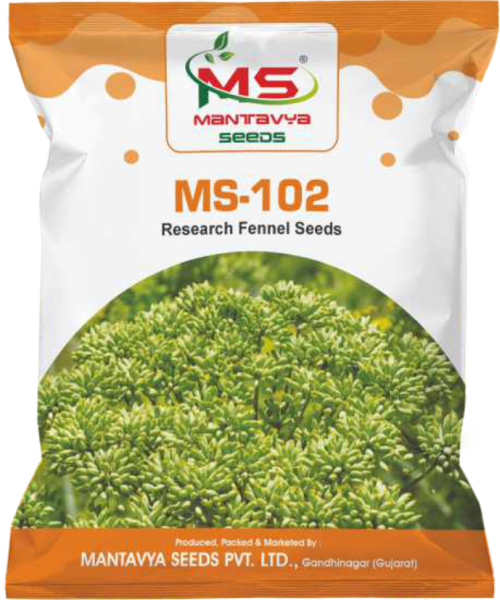 MS®
MANTAVYA
SEEDS
MS-102
Research Fennel Seeds
Produced, Packed & Marketed By :
MANTAVYA SEEDS PVT. LTD., Gandhinagar (Gujarat)